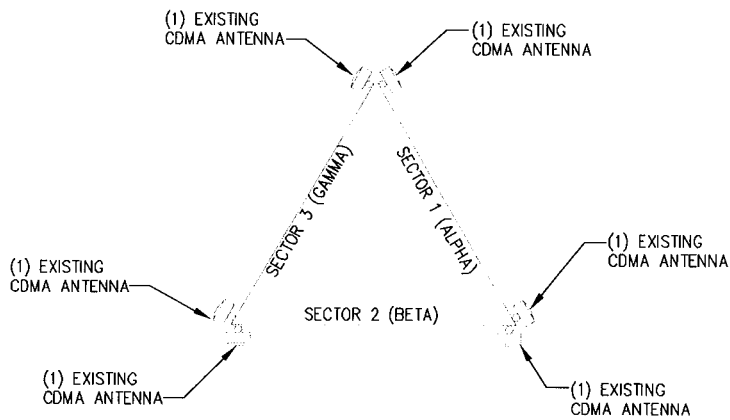 (1) EXISTING
CDMA ANTENNA
(1) EXISTING
CDMA ANTENNA
SECTOR 3 (GAMMA)
SECTOR 1 (ALPHA)
(1) EXISTING
CDMA ANTENNA
(1) EXISTING
CDMA ANTENNA
SECTOR 2 (BETA)
(1) EXISTING
CDMA ANTENNA
(1) EXISTING
CDMA ANTENNA